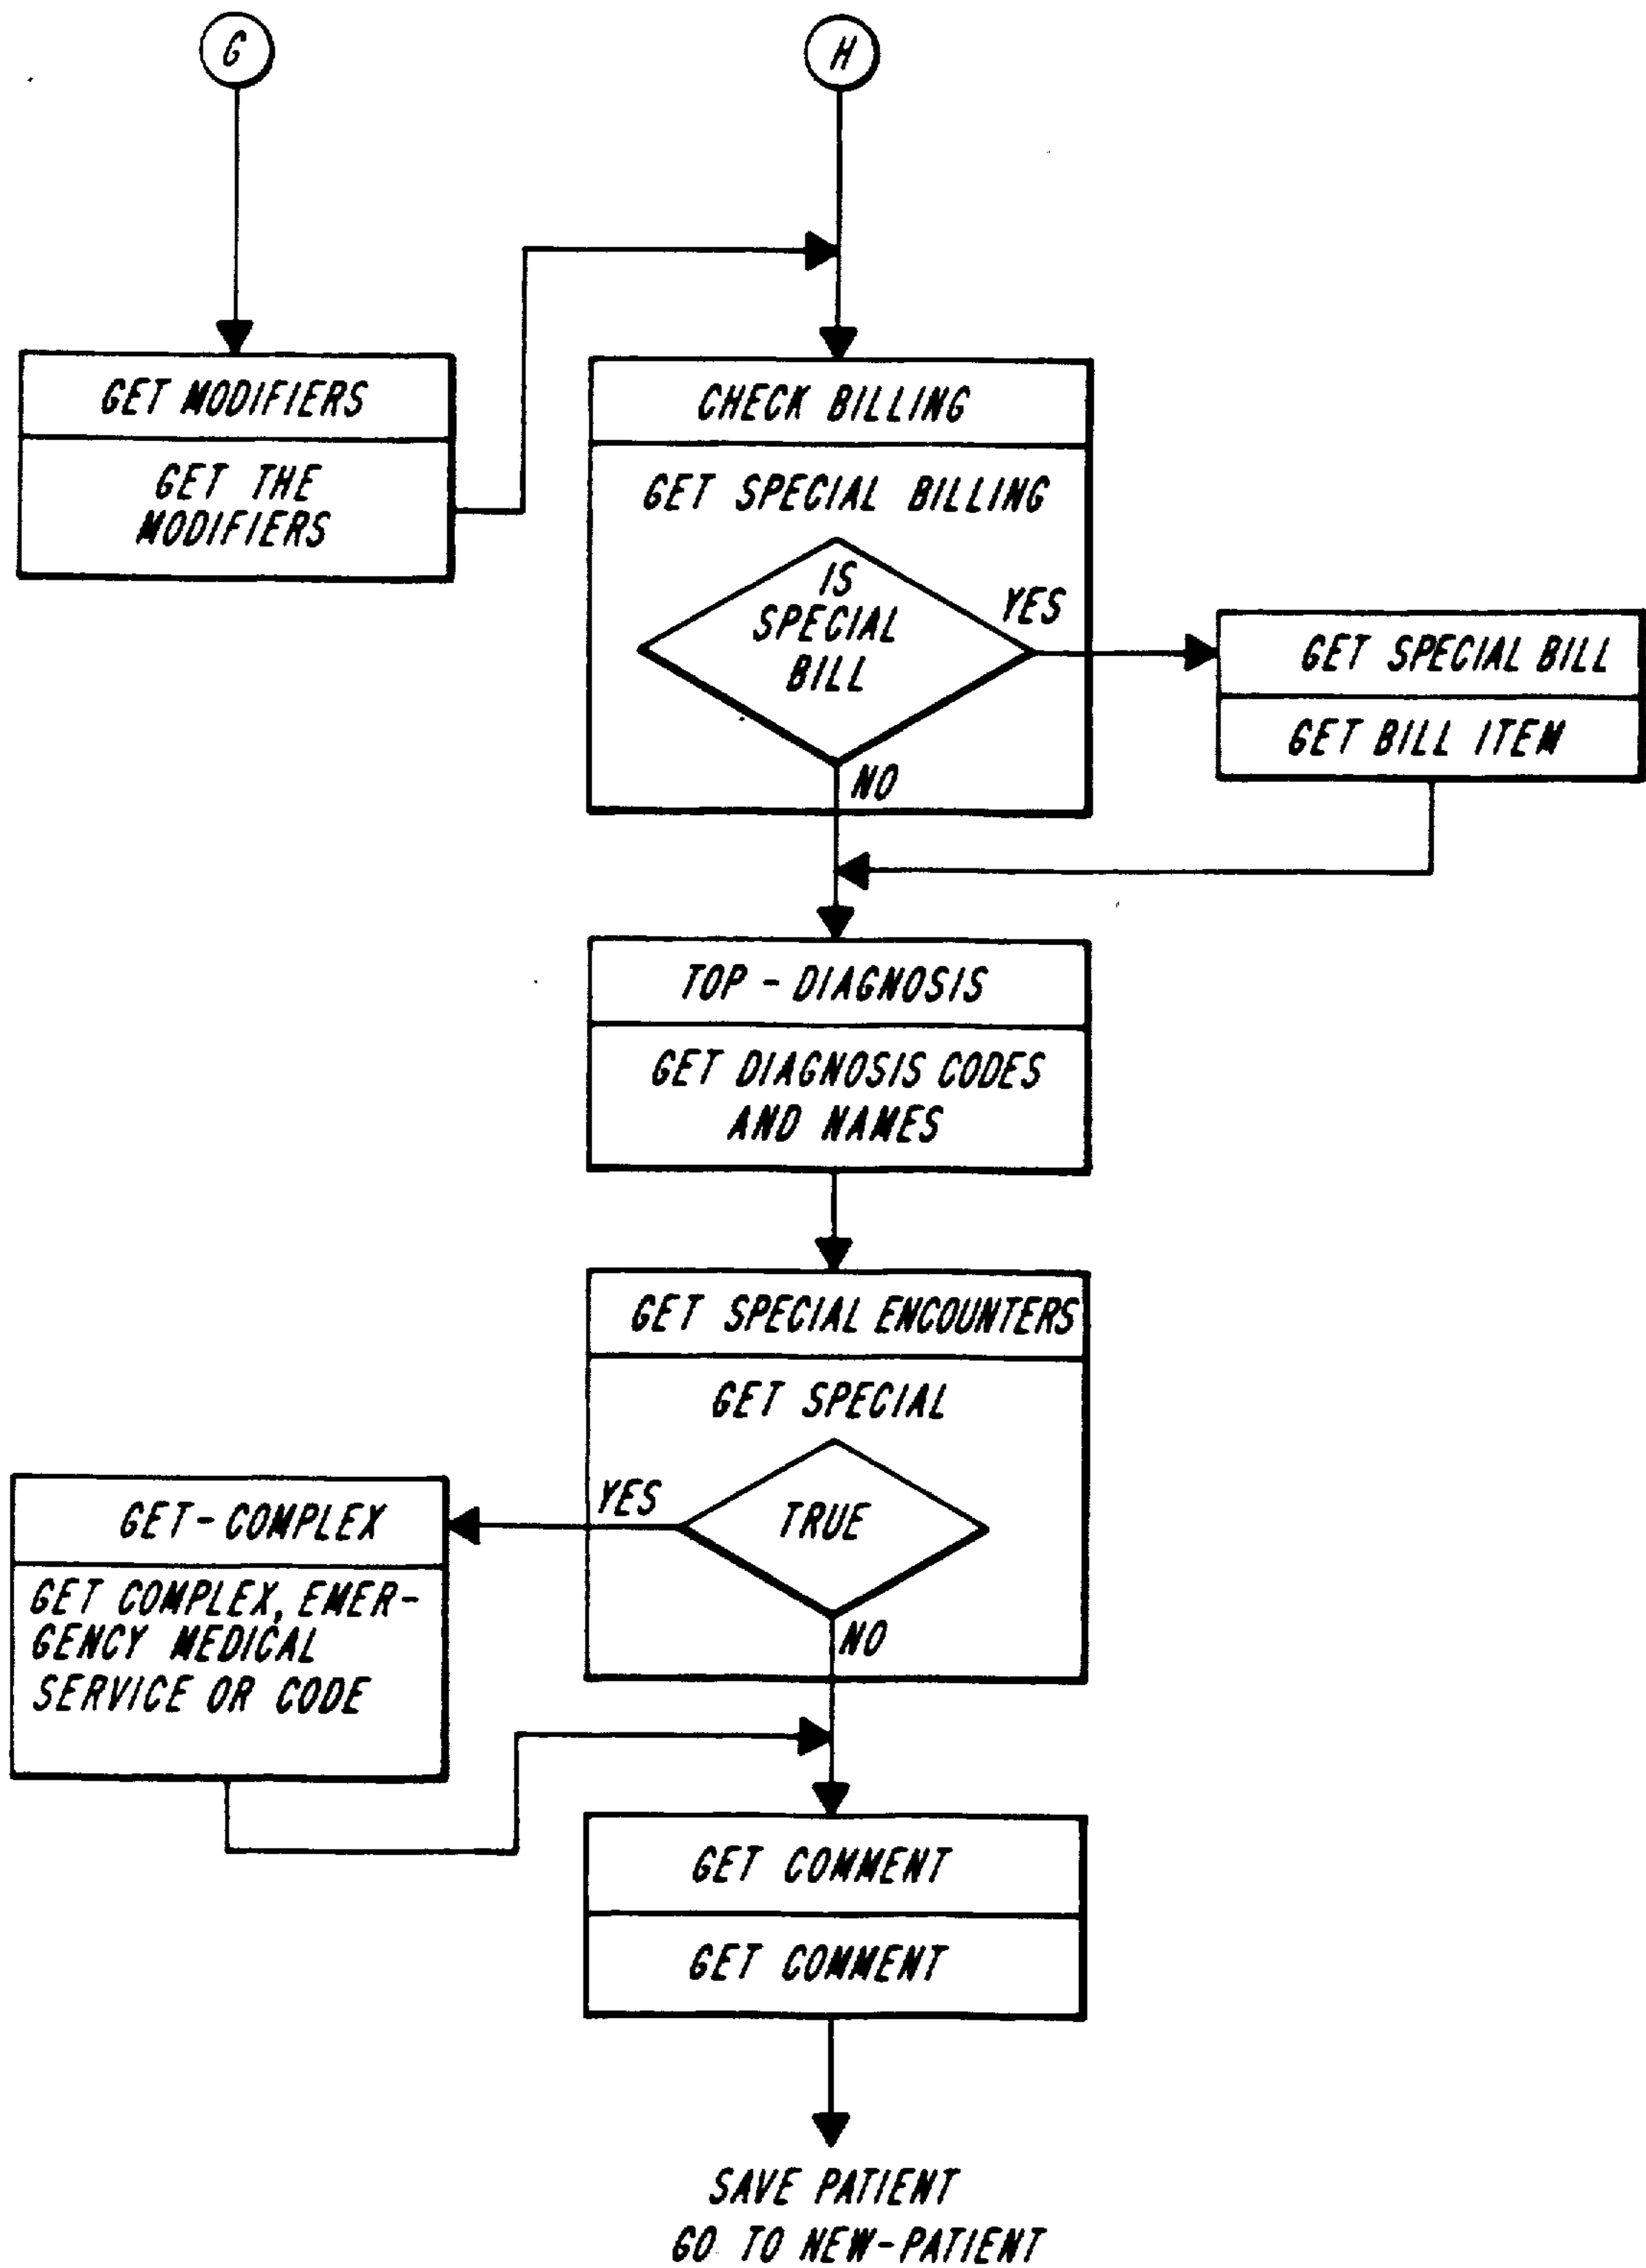 G
H
GET MODIFIERS
GET THE
MODIFIERS
CHECK BILLING
GET SPECIAL BILLING
IS
SPECIAL
BILL
YES
NO
GET SPECIAL BILL
GET BILL ITEM
TOP - DIAGNOSIS
GET DIAGNOSIS CODES
AND NAMES
GET SPECIAL ENCOUNTERS
GET SPECIAL
TRUE
YES
NO
GET-COMPLEX
GET COMPLEX, EMER-
GENCY MEDICAL
SERVICE OR CODE
GET COMMENT
GET COMMENT
SAVE PATIENT
GO TO NEW-PATIENT